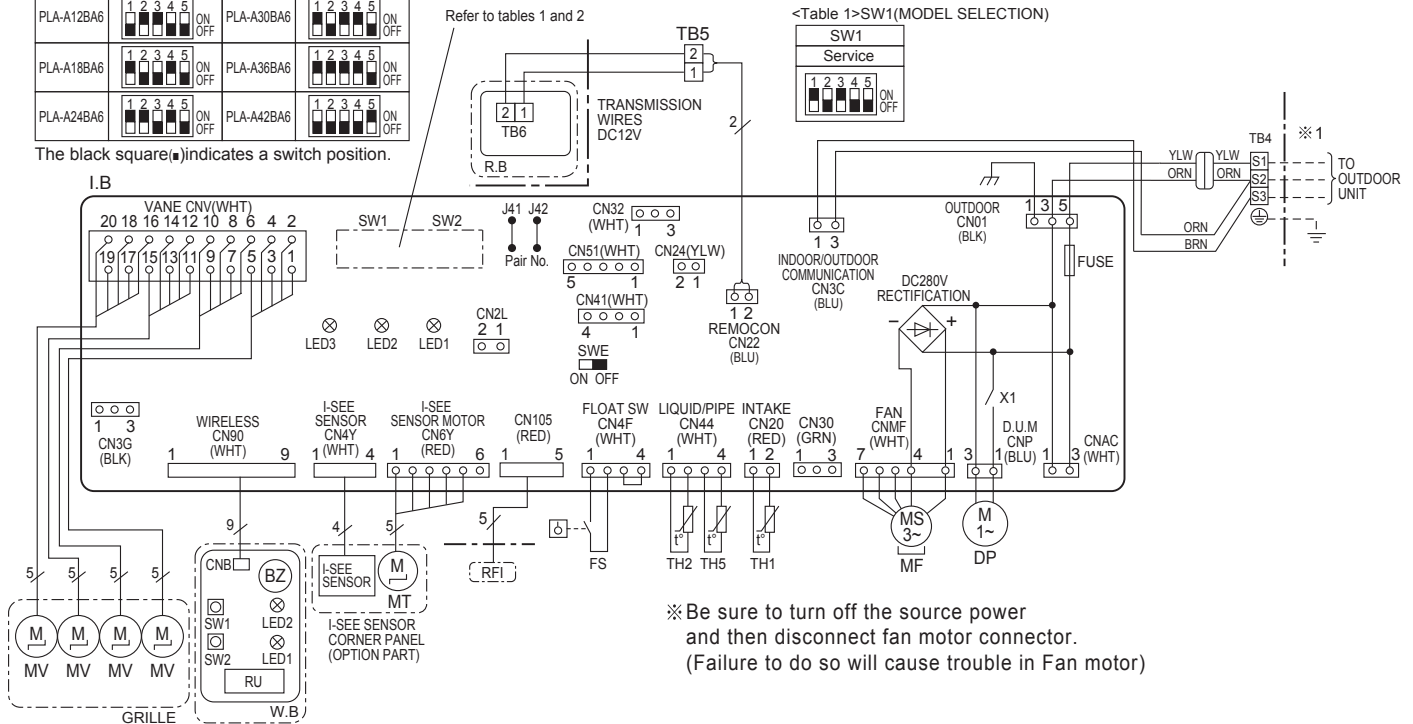 PLA-A12BA6 1 2 3 4 5 ON OFF PLA-A30BA6 1 2 3 4 5 ON OFF
PLA-A18BA6 1 2 3 4 5 ON OFF PLA-A36BA6 1 2 3 4 5 ON OFF
PLA-A24BA6 1 2 3 4 5 ON OFF PLA-A42BA6 1 2 3 4 5 ON OFF
The black square(■)indicates a switch position.
Refer to tables 1 and 2
TB5
2
1
2 1
TB6
R.B
TRANSMISSION
WIRES
DC12V
2
<Table 1>SW1(MODEL SELECTION)
SW1
Service
1 2 3 4 5
ON
OFF
TB4
※1
YLW YLW S1
ORN ORN S2
S3
TO
OUTDOOR
UNIT
ORN
BRN
I.B
VANE CNV(WHT)
20 18 16 14 12 10 8 6 4 2
19 17 15 13 11 9 7 5 3 1
SW1 SW2
J41 J42
Pair No.
CN32
(WHT)
1 3
CN51(WHT)
5 1
CN24(YLW)
2 1
CN41(WHT)
4 1
SWE
ON OFF
1 2
REMOCON
CN22
(BLU)
1 3
INDOOR/OUTDOOR
COMMUNICATION
CN3C
(BLU)
OUTDOOR
CN01
(BLK)
1 3 5
FUSE
DC280V
RECTIFICATION
− +
X1
LED3 LED2 LED1
CN2L
2 1
1 3
CN3G
(BLK)
WIRELESS
CN90
(WHT)
1 9
I-SEE
SENSOR
CN4Y
(WHT)
1 4
I-SEE
SENSOR MOTOR
CN6Y
(RED)
1 6
CN105
(RED)
1 5
FLOAT SW
CN4F
(WHT)
1 4
LIQUID/PIPE
CN44
(WHT)
1 4
INTAKE
CN20
(RED)
1 2
CN30
(GRN)
1 3
FAN
CNMF
(WHT)
7 4 1
D.U.M
CNP
(BLU)
3 1
CNAC
(WHT)
1 3
5 5 5 5
M M M M
MV MV MV MV
GRILLE
9
CNB
BZ
SW1
LED2
SW2
LED1
RU
W.B
4
I-SEE
SENSOR
5
M
MT
I-SEE SENSOR
CORNER PANEL
(OPTION PART)
5
RFI
FS
t° t° t°
TH2 TH5 TH1
MS
3~
MF
M
1~
DP
※Be sure to turn off the source power
and then disconnect fan motor connector.
(Failure to do so will cause trouble in Fan motor)